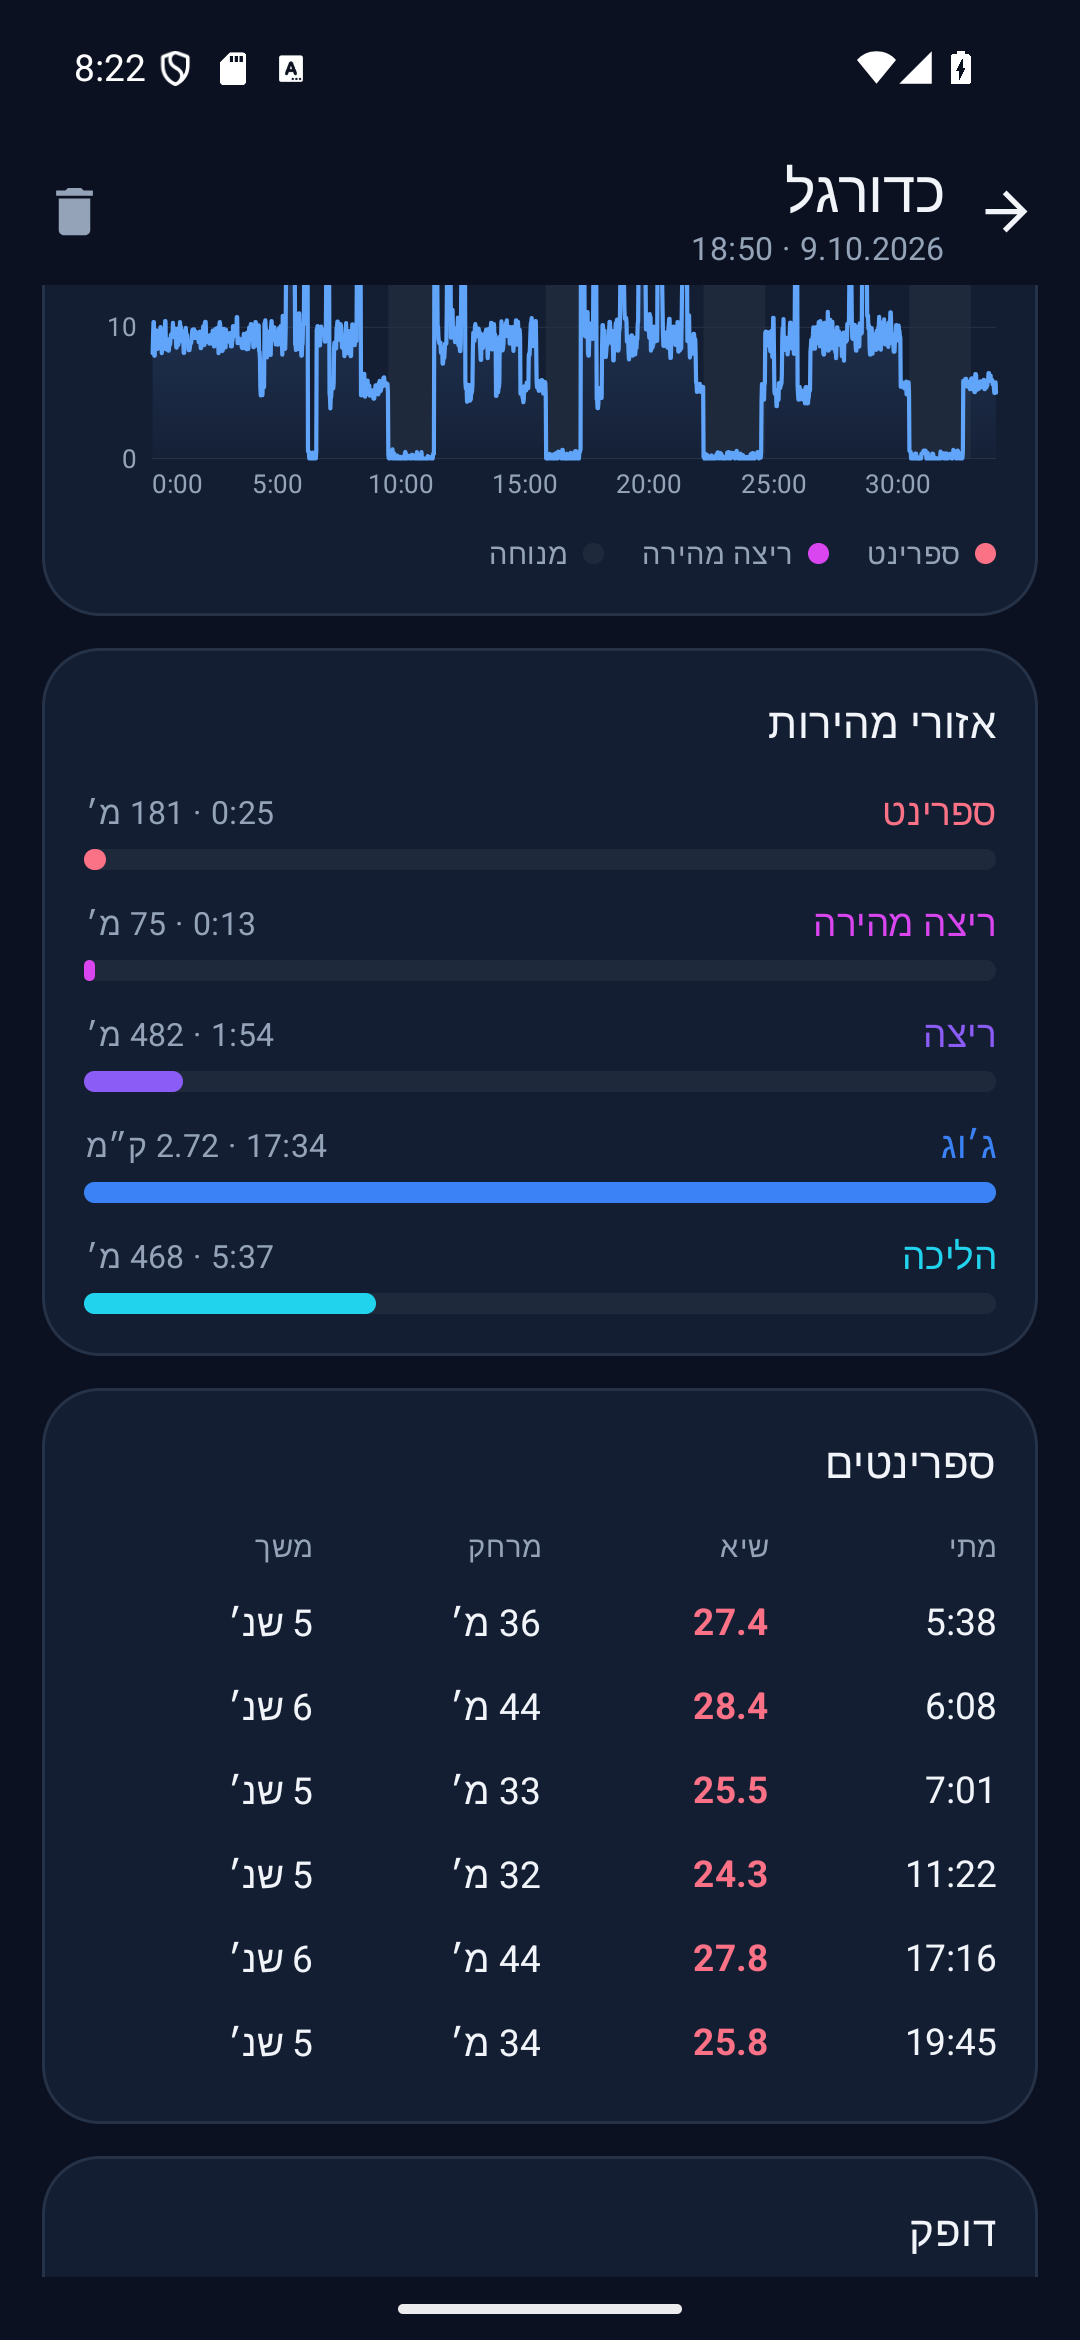 8:22
כדורגל
9.10.2026 · 18:50
10
0
0:00 5:00 10:00 15:00 20:00 25:00 30:00
ספרינט ריצה מהירה מנוחה
אזורי מהירות
ספרינט 0:25 · 181 מ׳
ריצה מהירה 0:13 · 75 מ׳
ריצה 1:54 · 482 מ׳
ג׳וג 17:34 · 2.72 ק״מ
הליכה 5:37 · 468 מ׳
ספרינטים
מתי שיא מרחק משך
5:38 27.4 36 מ׳ 5 שנ׳
6:08 28.4 44 מ׳ 6 שנ׳
7:01 25.5 33 מ׳ 5 שנ׳
11:22 24.3 32 מ׳ 5 שנ׳
17:16 27.8 44 מ׳ 6 שנ׳
19:45 25.8 34 מ׳ 5 שנ׳
דופק